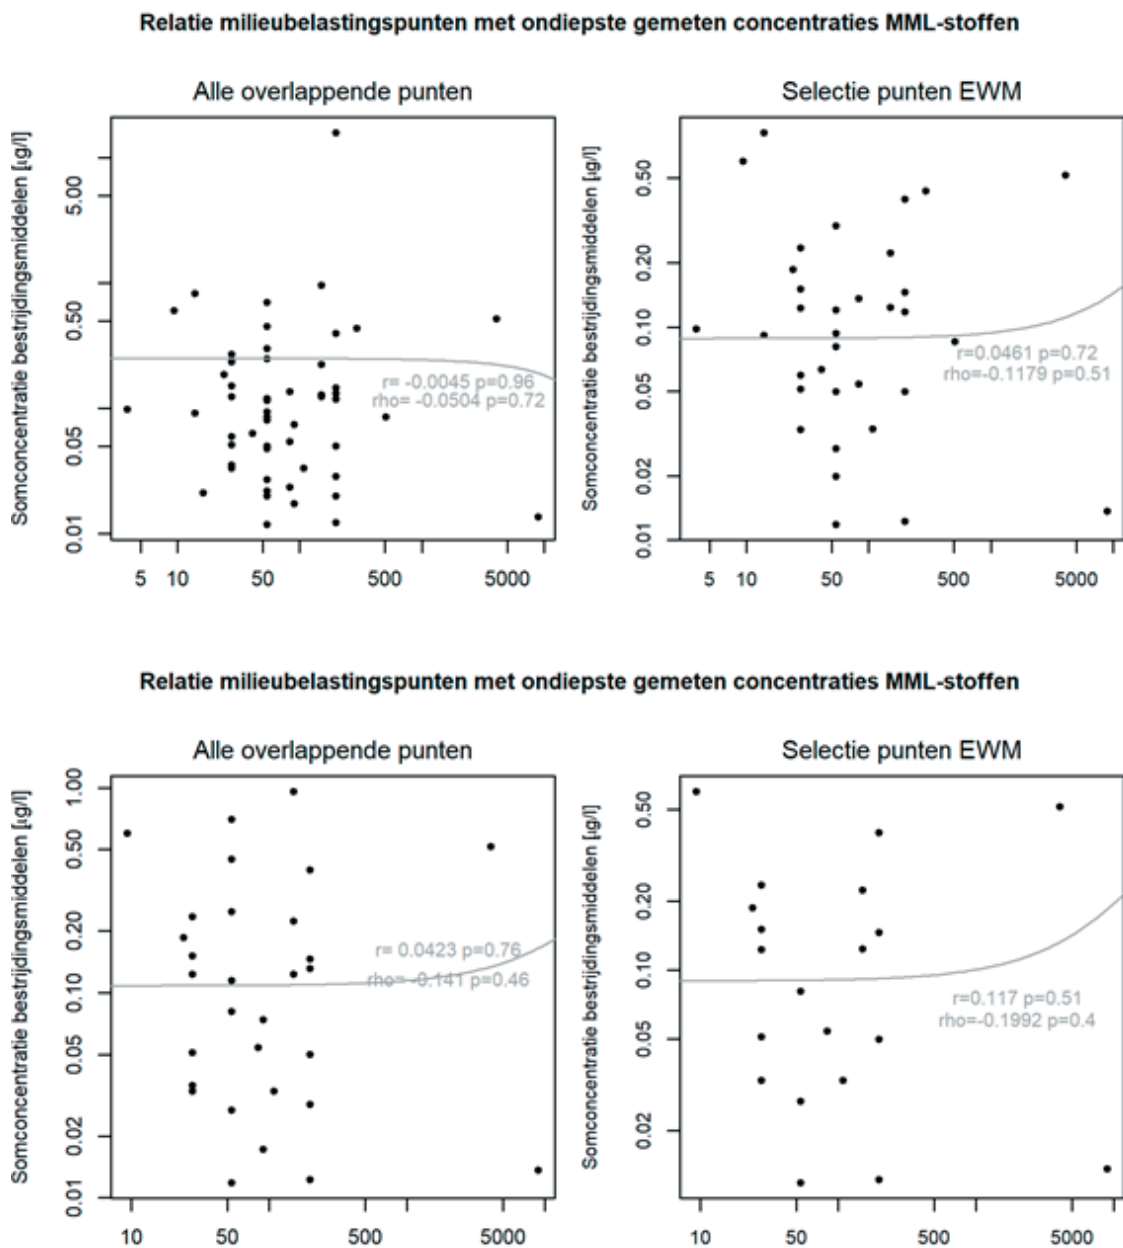 Relatie milieubelastingspunten met ondiepste gemeten concentraties MML-stoffen
Alle overlappende punten
Somconcentratie bestrijdingsmiddelen [µg/l]
5.00
0.50
0.05
0.01
r= -0.0045 p=0.96
rho= -0.0504 p=0.72
5 10 50 500 5000
Selectie punten EWM
Somconcentratie bestrijdingsmiddelen [µg/l]
0.50
0.20
0.10
0.05
0.02
0.01
r=0.0461 p=0.72
rho=-0.1179 p=0.51
5 10 50 500 5000
Relatie milieubelastingspunten met ondiepste gemeten concentraties MML-stoffen
Alle overlappende punten
Somconcentratie bestrijdingsmiddelen [µg/l]
1.00
0.50
0.20
0.10
0.05
0.02
0.01
r= 0.0423 p=0.76
rho= -0.141 p=0.46
10 50 500 5000
Selectie punten EWM
Somconcentratie bestrijdingsmiddelen [µg/l]
0.50
0.20
0.10
0.05
0.02
r=0.117 p=0.51
rho=-0.1992 p=0.4
10 50 500 5000